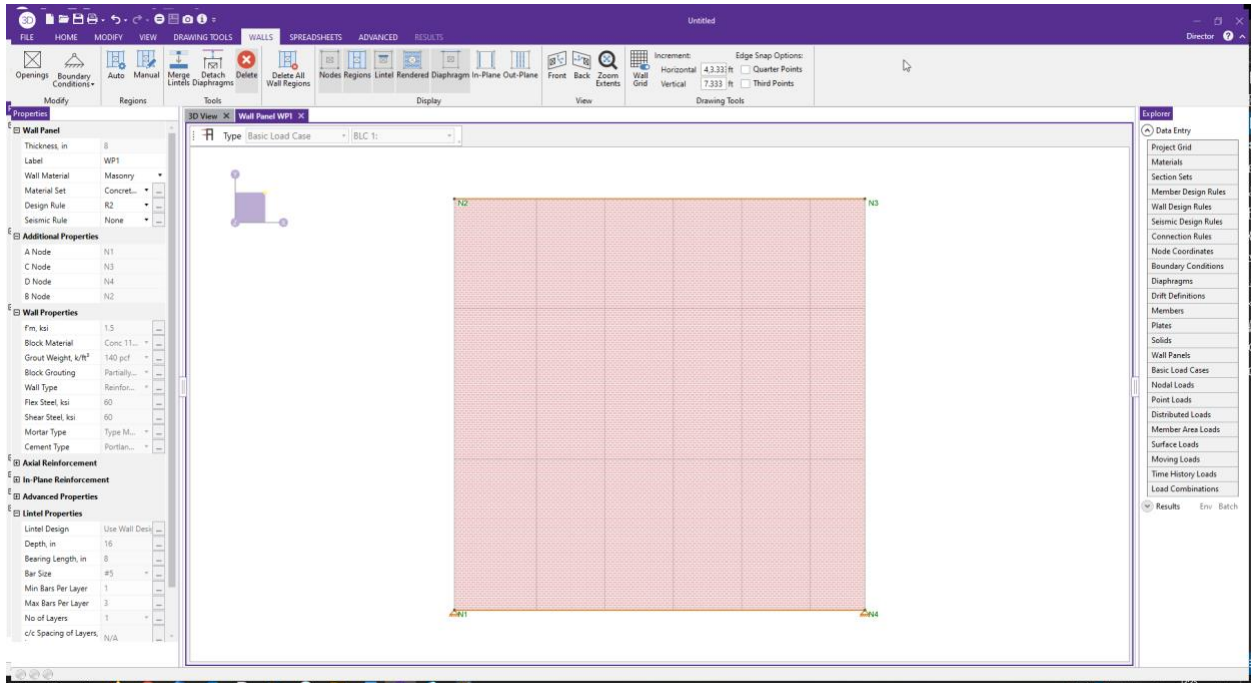 3D
Untitled
FILE HOME MODIFY VIEW DRAWING TOOLS WALLS SPREADSHEETS ADVANCED RESULTS
Director
Openings
Boundary
Conditions
Modify
Auto Manual
Regions
Merge
Lintels
Detach
Diaphragms
Delete
Tools
Delete All
Wall Regions
Nodes Regions Lintel Rendered Diaphragm In-Plane Out-Plane
Display
Front Back Zoom
Extents
View
Wall
Grid
Increment:
Horizontal 4,3.33 ft
Vertical 7.333 ft
Edge Snap Options:
Quarter Points
Third Points
Drawing Tools
Properties
Wall Panel
Thickness, in 8
Label WP1
Wall Material Masonry
Material Set Concret...
Design Rule R2
Seismic Rule None
Additional Properties
A Node N1
C Node N3
D Node N4
B Node N2
Wall Properties
f'm, ksi 1.5
Block Material Conc 11...
Grout Weight, k/ft³ 140 pcf
Block Grouting Partially...
Wall Type Reinfor...
Flex Steel, ksi 60
Shear Steel, ksi 60
Mortar Type Type M...
Cement Type Portlan...
Axial Reinforcement
In-Plane Reinforcement
Advanced Properties
Lintel Properties
Lintel Design Use Wall Desi
Depth, in 16
Bearing Length, in 8
Bar Size #5
Min Bars Per Layer 1
Max Bars Per Layer 3
No of Layers 1
c/c Spacing of Layers, N/A
3D View Wall Panel WP1
Type Basic Load Case BLC 1:
N2 N3
N1 N4
Explorer
Data Entry
Project Grid
Materials
Section Sets
Member Design Rules
Wall Design Rules
Seismic Design Rules
Connection Rules
Node Coordinates
Boundary Conditions
Diaphragms
Drift Definitions
Members
Plates
Solids
Wall Panels
Basic Load Cases
Nodal Loads
Point Loads
Distributed Loads
Member Area Loads
Surface Loads
Moving Loads
Time History Loads
Load Combinations
Results Env Batch